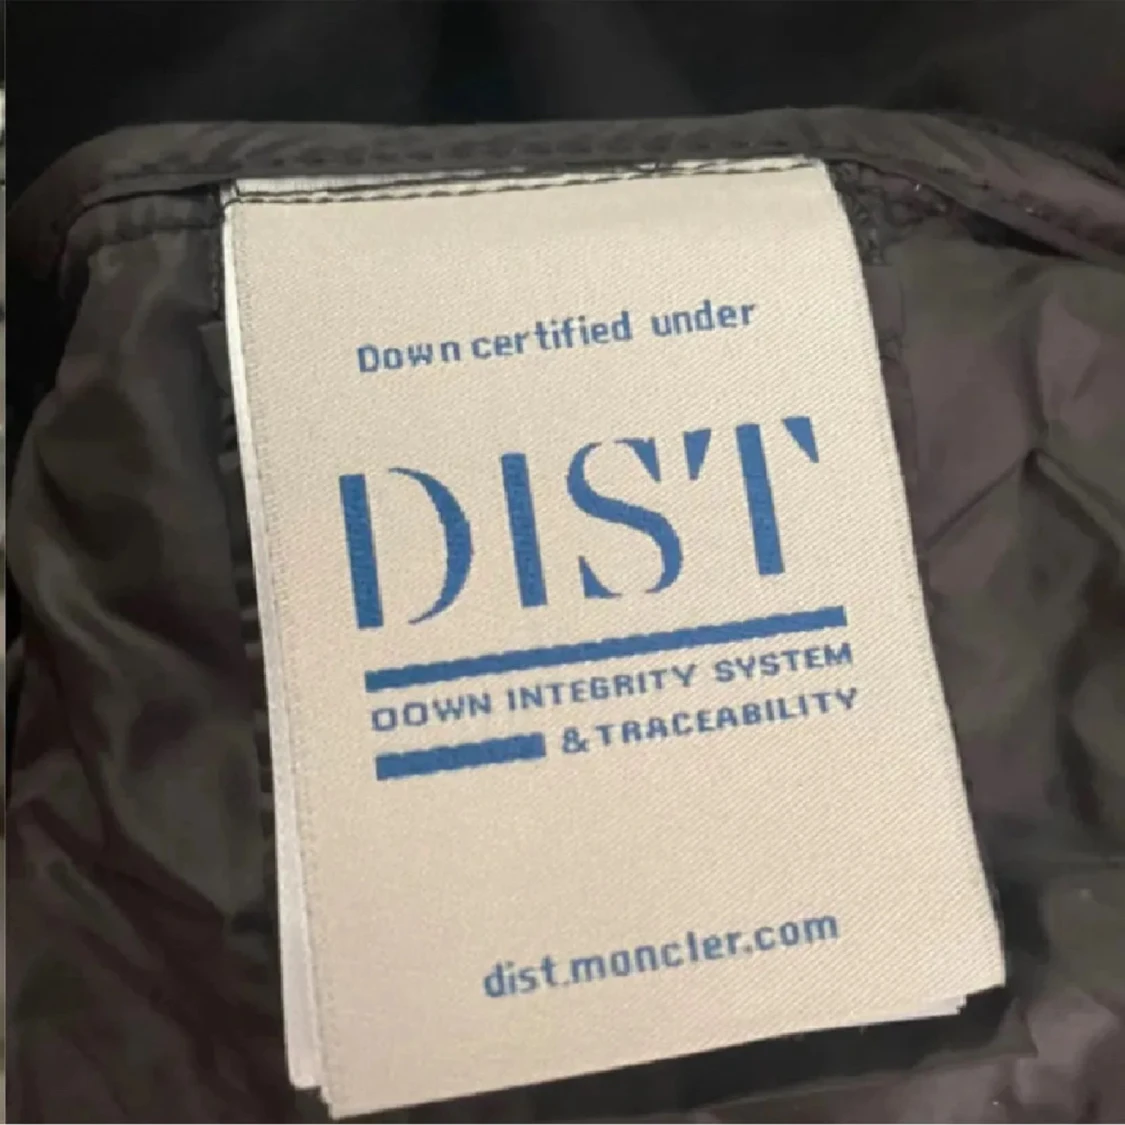 Down certified under
DIST
DOWN INTEGRITY SYSTEM
& TRACEABILITY
dist.moncler.com